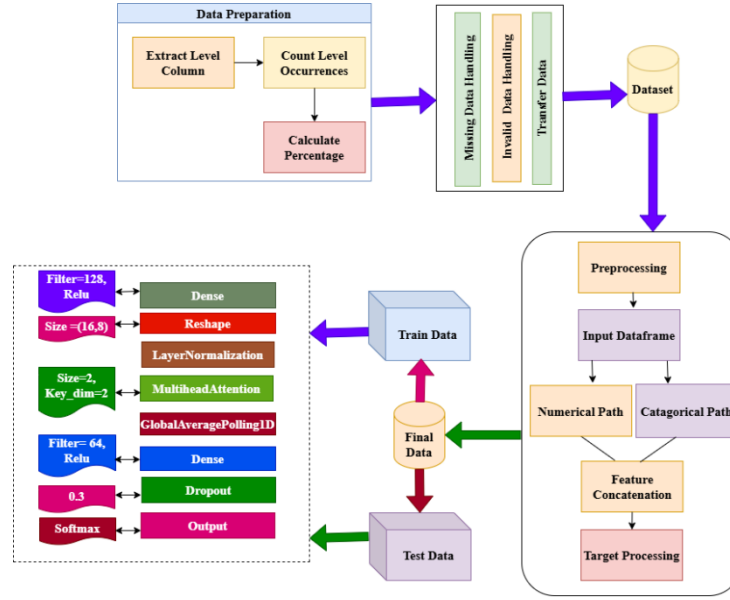 Data Preparation
Extract Level
Column
Count Level
Occurrences
Calculate
Percentage
Missing Data Handling
Invalid Data Handling
Transfer Data
Dataset
Preprocessing
Input Dataframe
Numerical Path
Catagorical Path
Feature
Concatenation
Target Processing
Final
Data
Train Data
Test Data
Filter=128,
Relu
Dense
Size =(16,8)
Reshape
LayerNormalization
Size=2,
Key_dim=2
MultiheadAttention
GlobalAveragePolling1D
Filter= 64,
Relu
Dense
0.3
Dropout
Softmax
Output